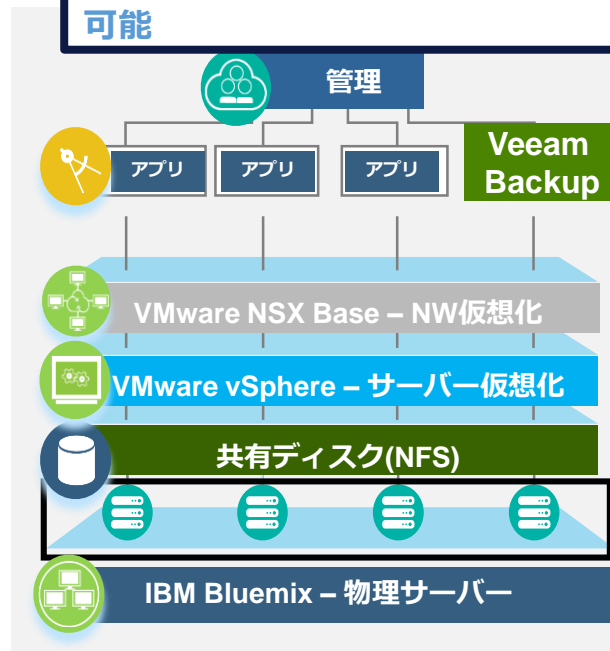 可能
管理
アプリ
アプリ
アプリ
Veeam
Backup
VMware NSX Base – NW仮想化
VMware vSphere – サーバー仮想化
共有ディスク(NFS)
IBM Bluemix – 物理サーバー